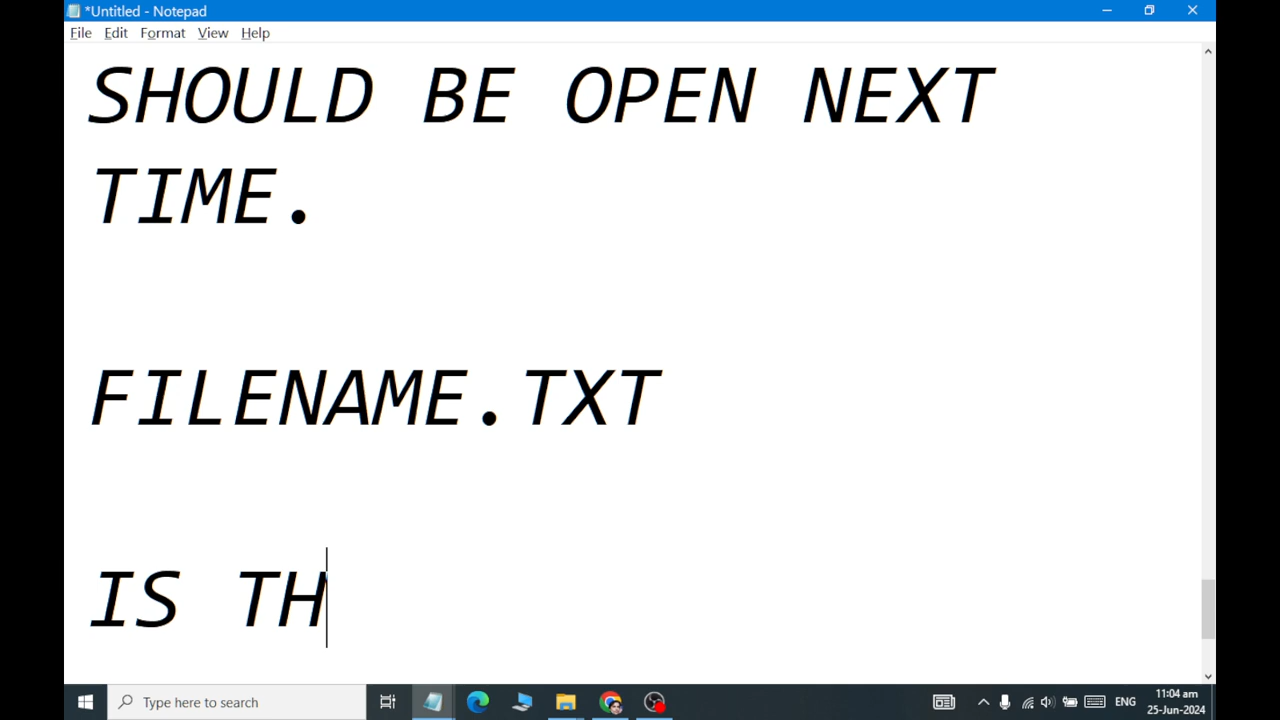 *Untitled - Notepad
File Edit Format View Help
SHOULD BE OPEN NEXT
TIME.
FILENAME.TXT
IS TH
Type here to search
ENG
11:04 am
25-Jun-2024